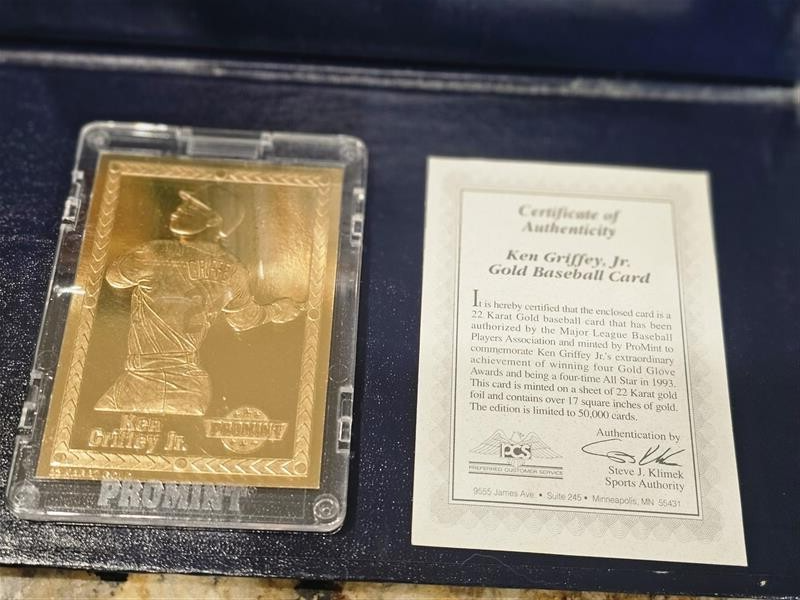 GRIFFEY
Ken
Griffey Jr.
PROMINT
PROMINT
Certificate of
Authenticity
Ken Griffey, Jr.
Gold Baseball Card
It is hereby certified that the enclosed card is a
22 Karat Gold baseball card that has been
authorized by the Major League Baseball
Players Association and minted by ProMint to
commemorate Ken Griffey Jr.'s extraordinary
achievement of winning four Gold Glove
Awards and being a four-time All Star in 1993.
This card is minted on a sheet of 22 Karat gold
foil and contains over 17 square inches of gold.
The edition is limited to 50,000 cards.
Authentication by
Steve J. Klimek
Sports Authority
PCS
PREFERRED CUSTOMER SERVICE
9555 James Ave. • Suite 245 • Minneapolis, MN 55431